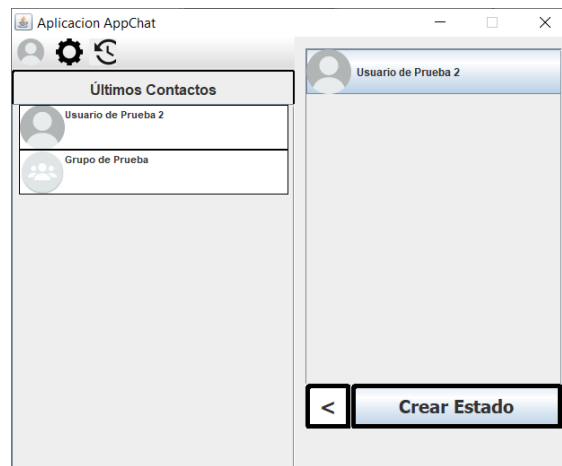 Aplicacion AppChat
Últimos Contactos
Usuario de Prueba 2
Grupo de Prueba
Usuario de Prueba 2
<
Crear Estado